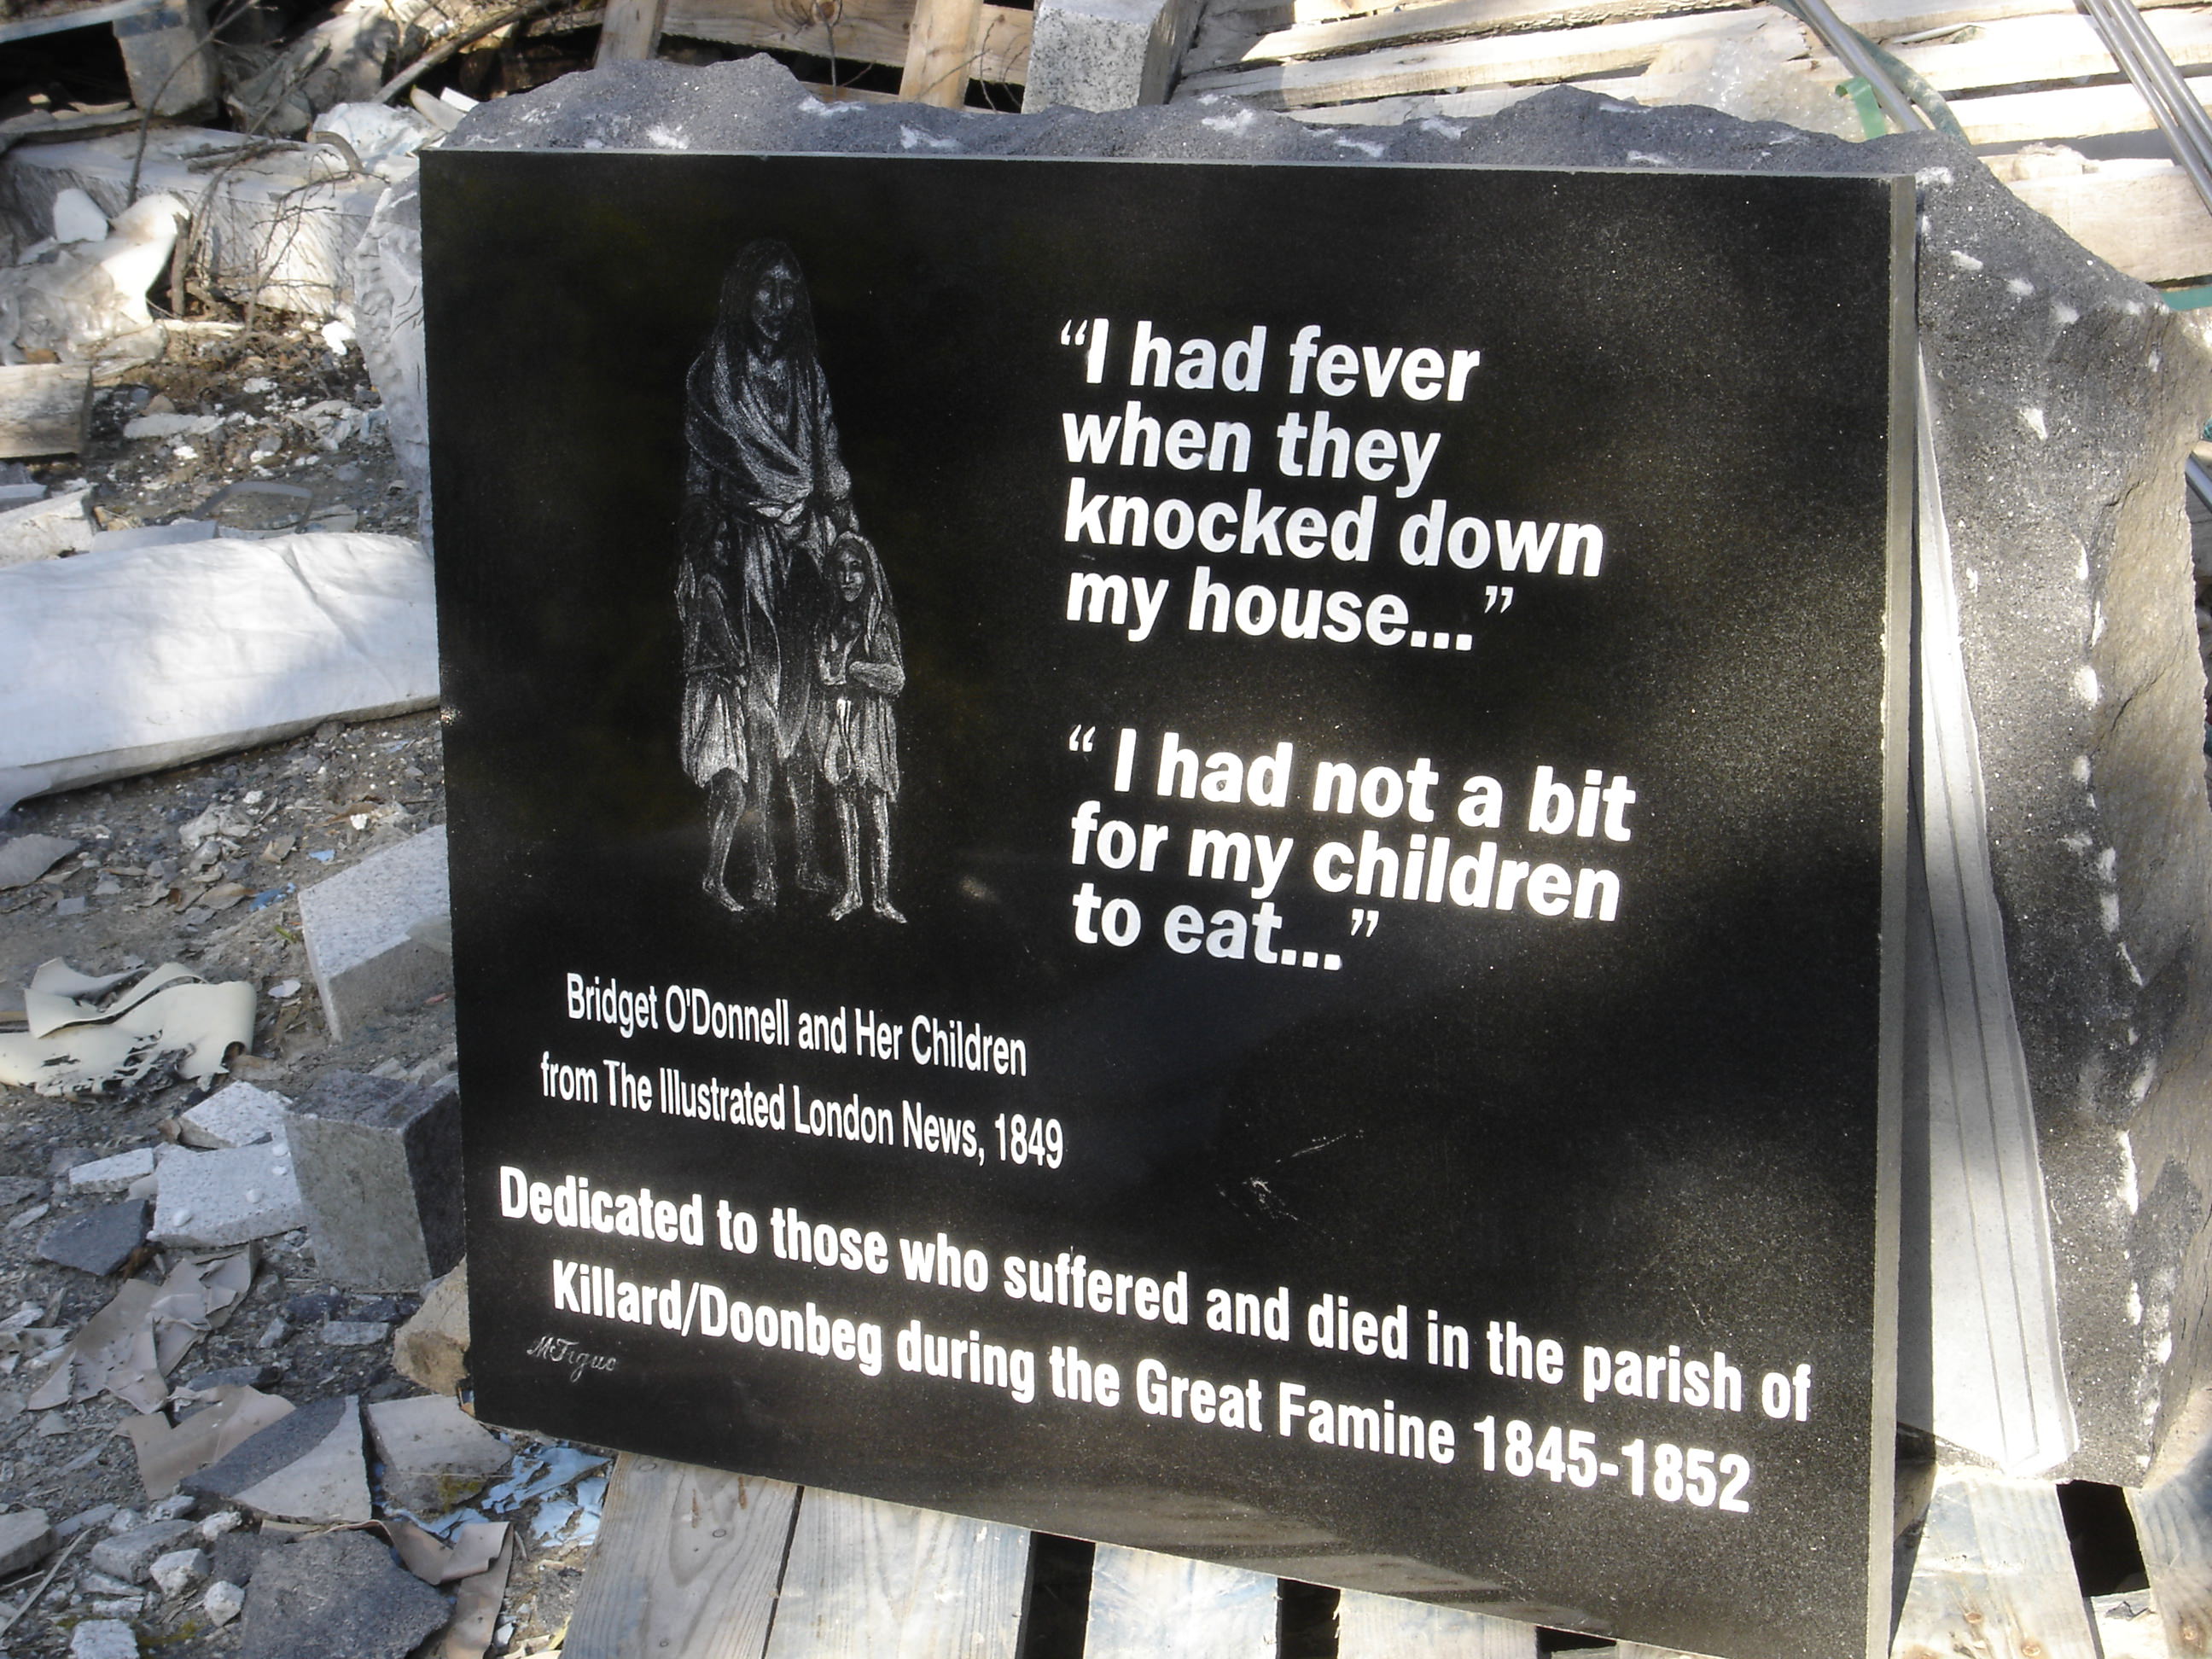 “I had fever
when they
knocked down
my house...”
“ I had not a bit
for my children
to eat...”
Bridget O'Donnell and Her Children
from The Illustrated London News, 1849
Dedicated to those who suffered and died in the parish of
Killard/Doonbeg during the Great Famine 1845-1852